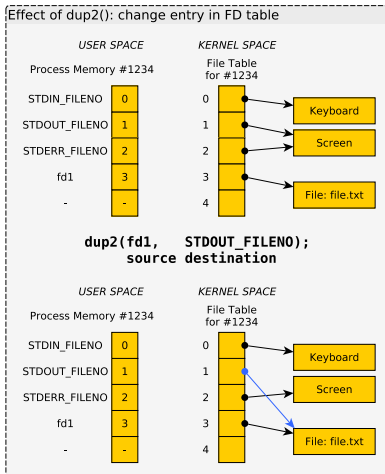 Effect of dup2(): change entry in FD table
USER SPACE KERNEL SPACE
Process Memory #1234 File Table
for #1234
STDIN_FILENO 0 0 Keyboard
STDOUT_FILENO 1 1 Screen
STDERR_FILENO 2 2
fd1 3 3 File: file.txt
- - 4
dup2(fd1, STDOUT_FILENO);
source destination
USER SPACE KERNEL SPACE
Process Memory #1234 File Table
for #1234
STDIN_FILENO 0 0 Keyboard
STDOUT_FILENO 1 1 Screen
STDERR_FILENO 2 2
fd1 3 3 File: file.txt
- - 4